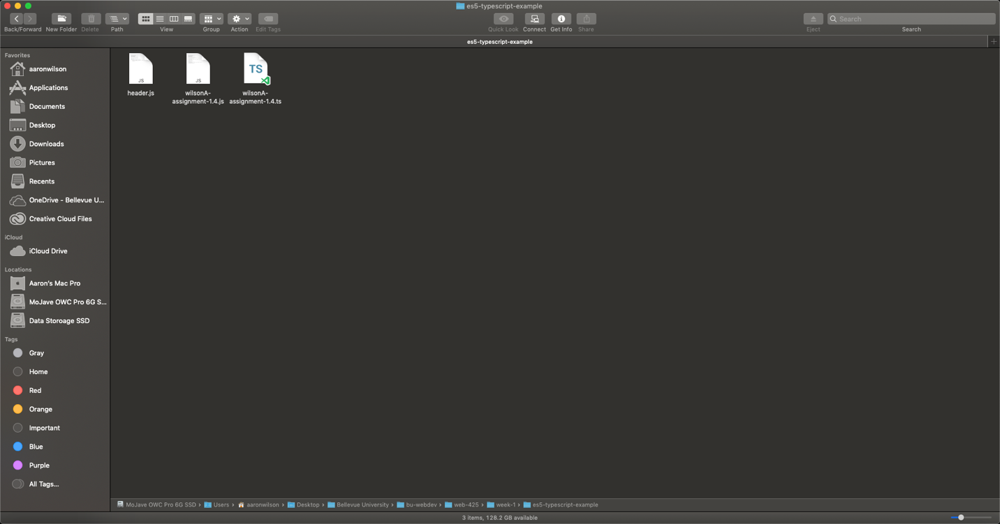 es5-typescript-example
Back/Forward New Folder Delete Path View Group Action Edit Tags Quick Look Connect Get Info Share Eject Search
Search
es5-typescript-example
Favorites
aaronwilson
Applications
Documents
Desktop
Downloads
Pictures
Recents
OneDrive - Bellevue U...
Creative Cloud Files
iCloud
iCloud Drive
Locations
Aaron's Mac Pro
MoJave OWC Pro 6G S...
Data Storoage SSD
Tags
Gray
Home
Red
Orange
Important
Blue
Purple
All Tags...
JS
header.js
JS
wilsonA-
assignment-1.4.js
TS
wilsonA-
assignment-1.4.ts
MoJave OWC Pro 6G SSD › Users › aaronwilson › Desktop › Bellevue University › bu-webdev › web-425 › week-1 › es5-typescript-example
3 items, 128.2 GB available